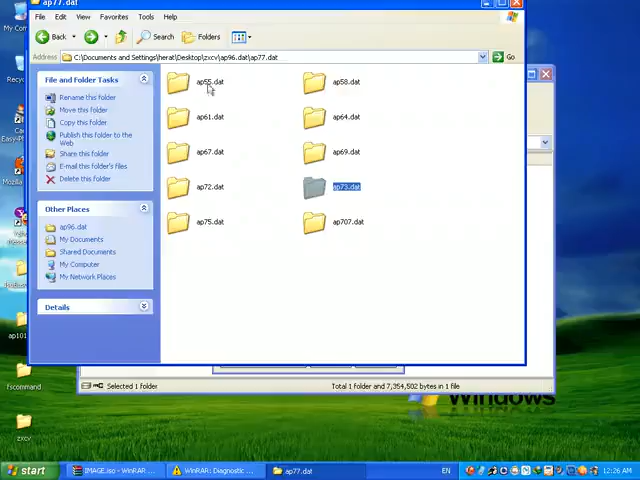 ap77.dat
File Edit View Favorites Tools Help
Back Search Folders
Address C:\Documents and Settings\herat\Desktop\zxcv\ap96.dat\ap77.dat Go
File and Folder Tasks
Rename this folder
Move this folder
Copy this folder
Publish this folder to the
Web
Share this folder
E-mail this folder's files
Delete this folder
Other Places
ap96.dat
My Documents
Shared Documents
My Computer
My Network Places
Details
ap55.dat ap58.dat
ap61.dat ap64.dat
ap67.dat ap69.dat
ap72.dat ap73.dat
ap75.dat ap707.dat
My Com
Recyc
Easy-P
Mozilla
ap101
fscommand
zxcv
Selected 1 folder Total 1 folder and 7,354,502 bytes in 1 file
Windows
start IMAGE.iso - WinRAR ... WinRAR: Diagnostic ... ap77.dat EN 12:26 AM